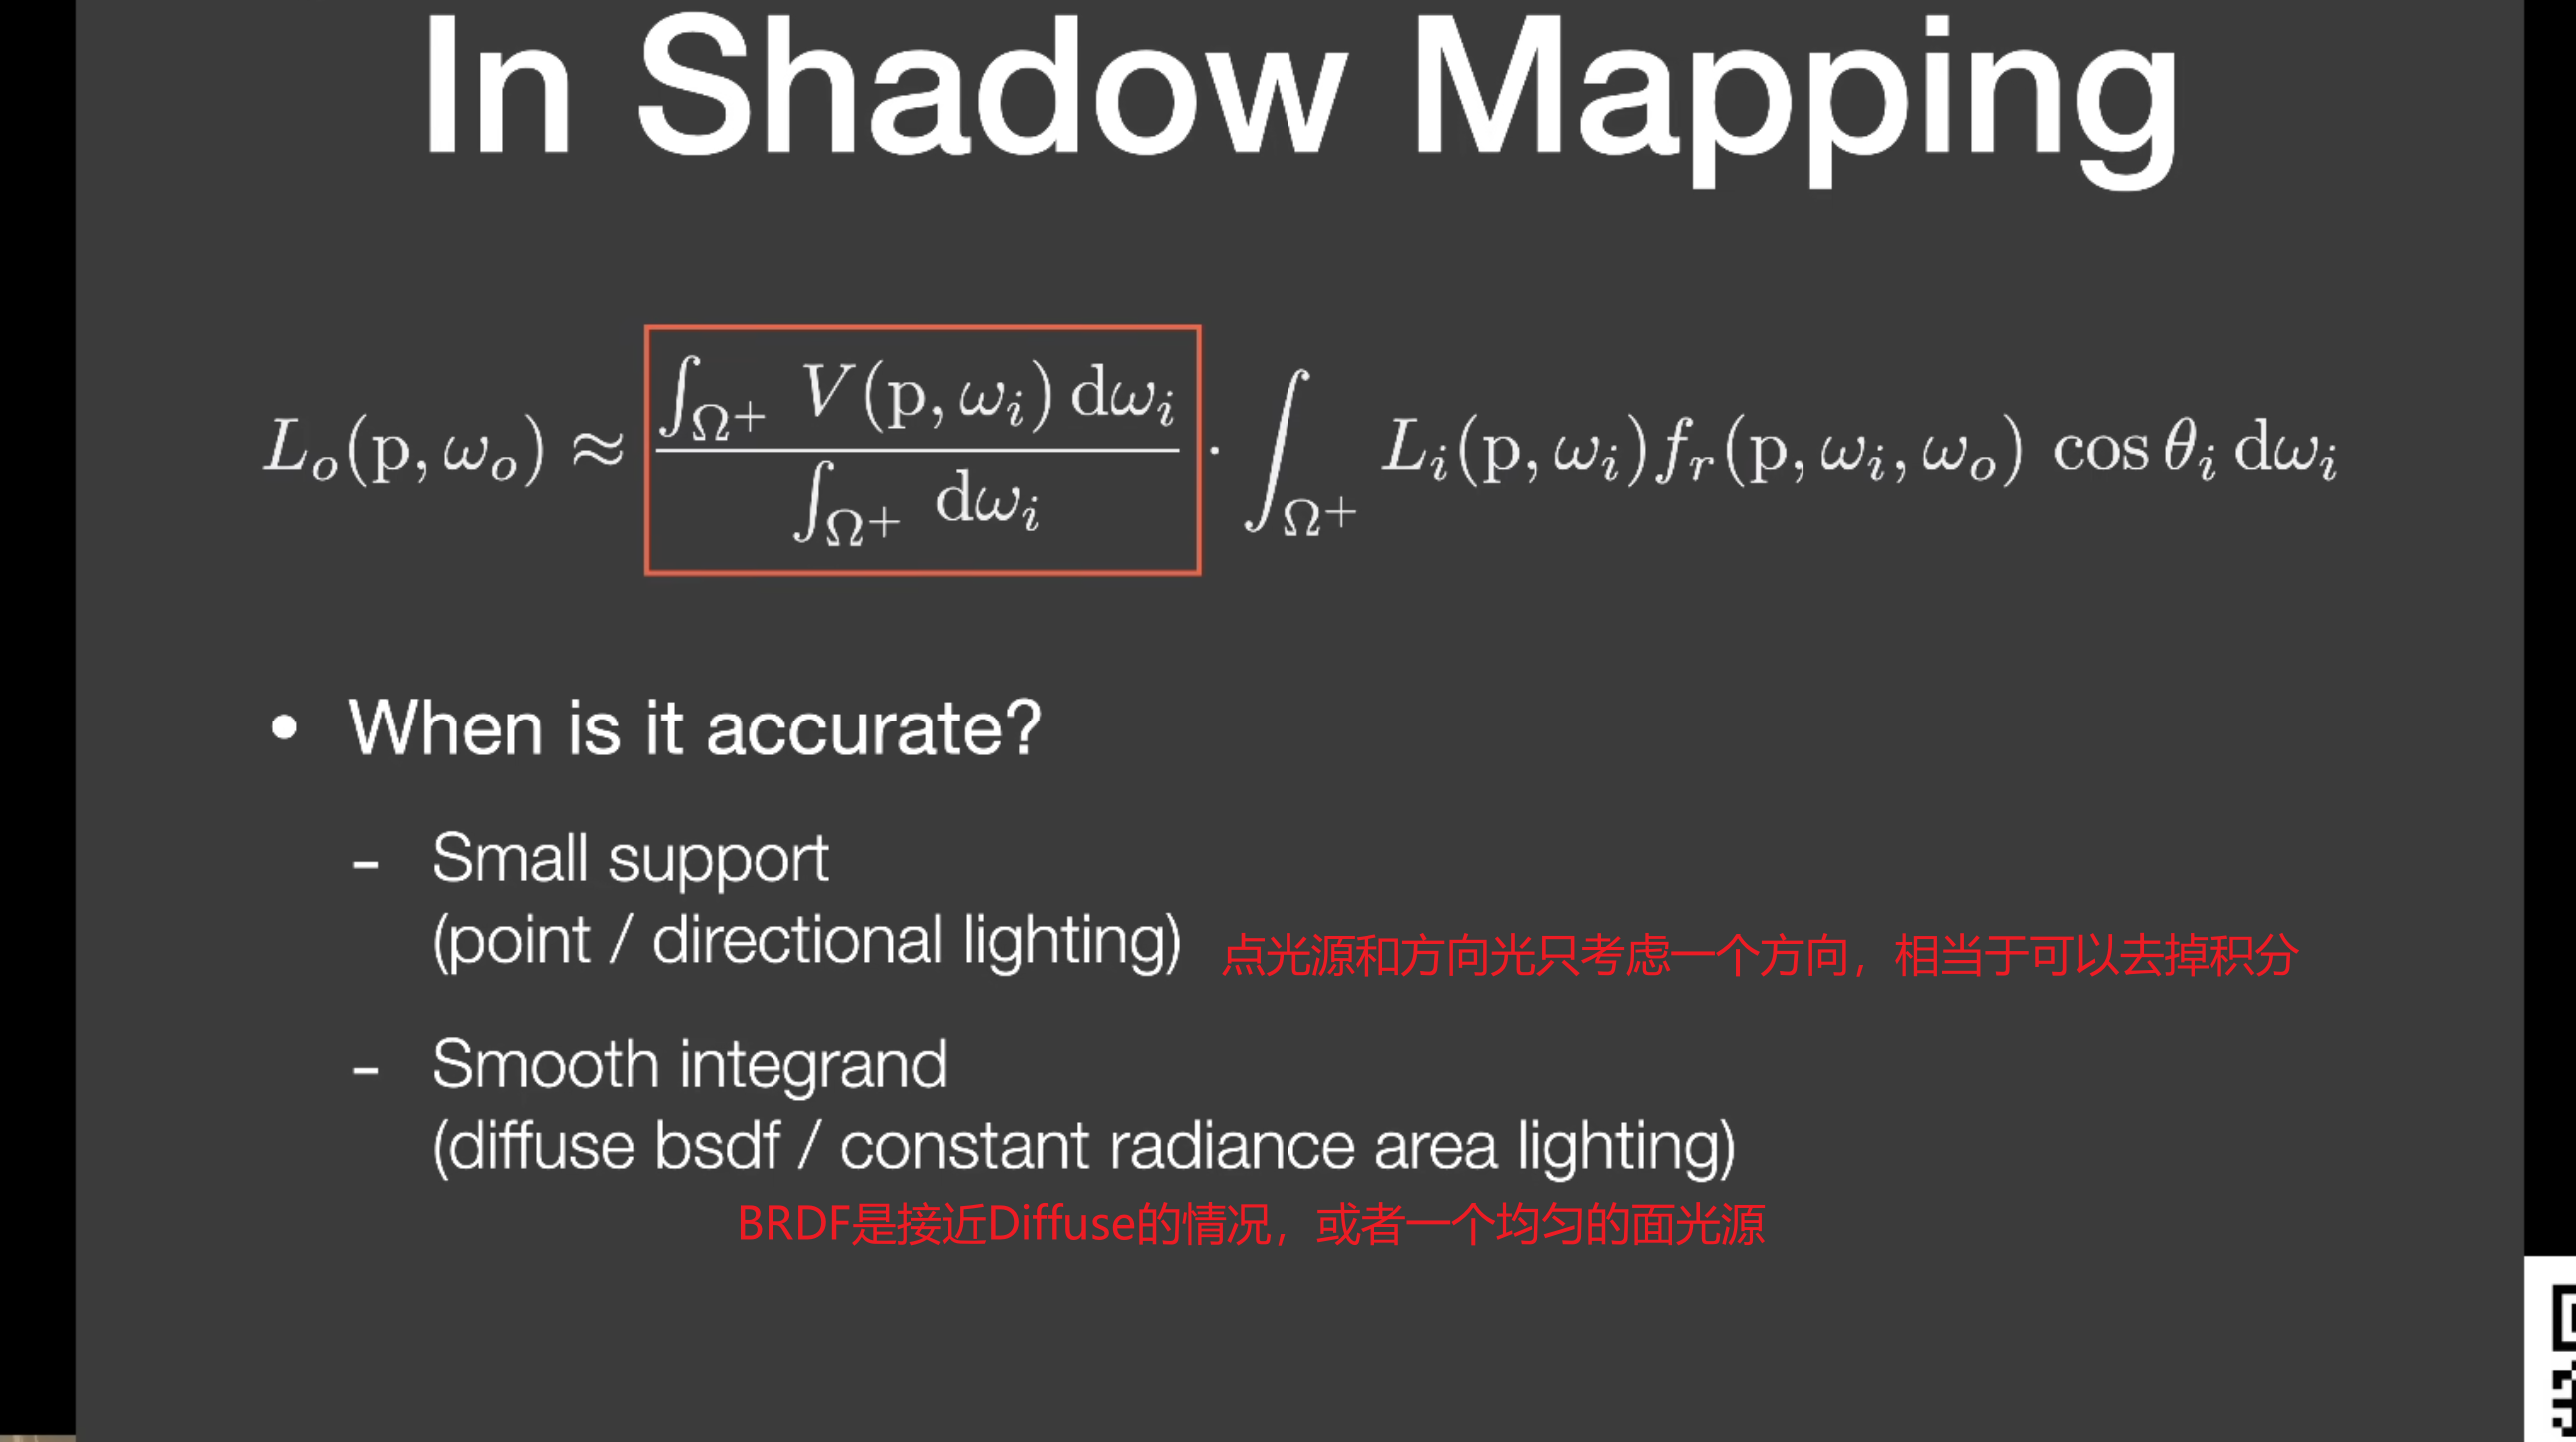 In Shadow Mapping
$L_o(\mathrm{p}, \omega_o) \approx \frac{\int_{\Omega^+} V(\mathrm{p}, \omega_i) \, \mathrm{d}\omega_i}{\int_{\Omega^+} \mathrm{d}\omega_i} \cdot \int_{\Omega^+} L_i(\mathrm{p}, \omega_i) f_r(\mathrm{p}, \omega_i, \omega_o) \cos\theta_i \, \mathrm{d}\omega_i$
• When is it accurate?
- Small support
(point / directional lighting) 点光源和方向光只考虑一个方向，相当于可以去掉积分
- Smooth integrand
(diffuse bsdf / constant radiance area lighting)
BRDF是接近Diffuse的情况，或者一个均匀的面光源